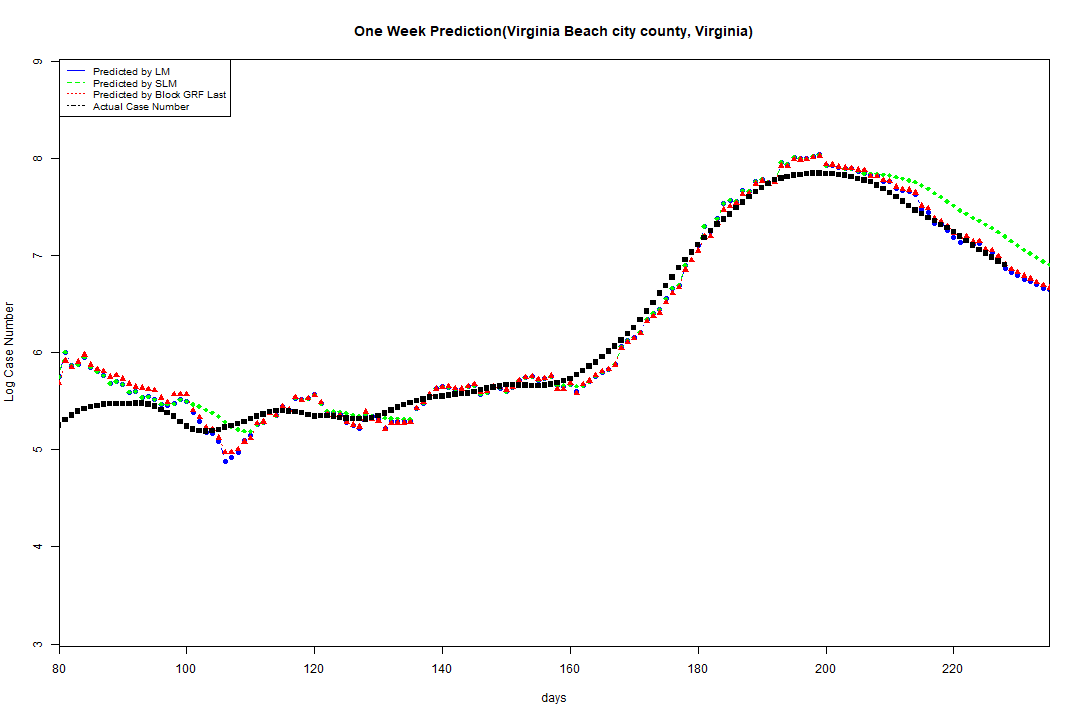 One Week Prediction(Virginia Beach city county, Virginia)
Predicted by LM
Predicted by SLM
Predicted by Block GRF Last
Actual Case Number
9
8
7
6
5
4
3
Log Case Number
80 100 120 140 160 180 200 220
days